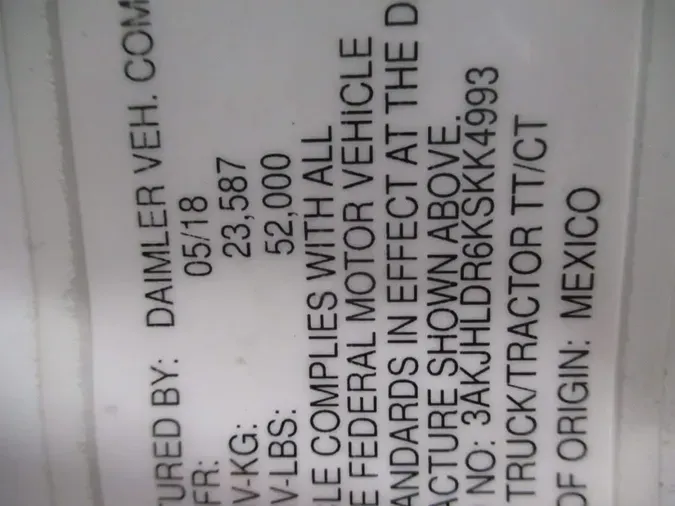 TURED BY: DAIMLER VEH. COM
FR: 05/18
V-KG: 23,587
V-LBS: 52,000
LE COMPLIES WITH ALL
E FEDERAL MOTOR VEHICLE
ANDARDS IN EFFECT AT THE D
ACTURE SHOWN ABOVE.
NO: 3AKJHLDR6KSKK4993
TRUCK/TRACTOR TT/CT
OF ORIGIN: MEXICO